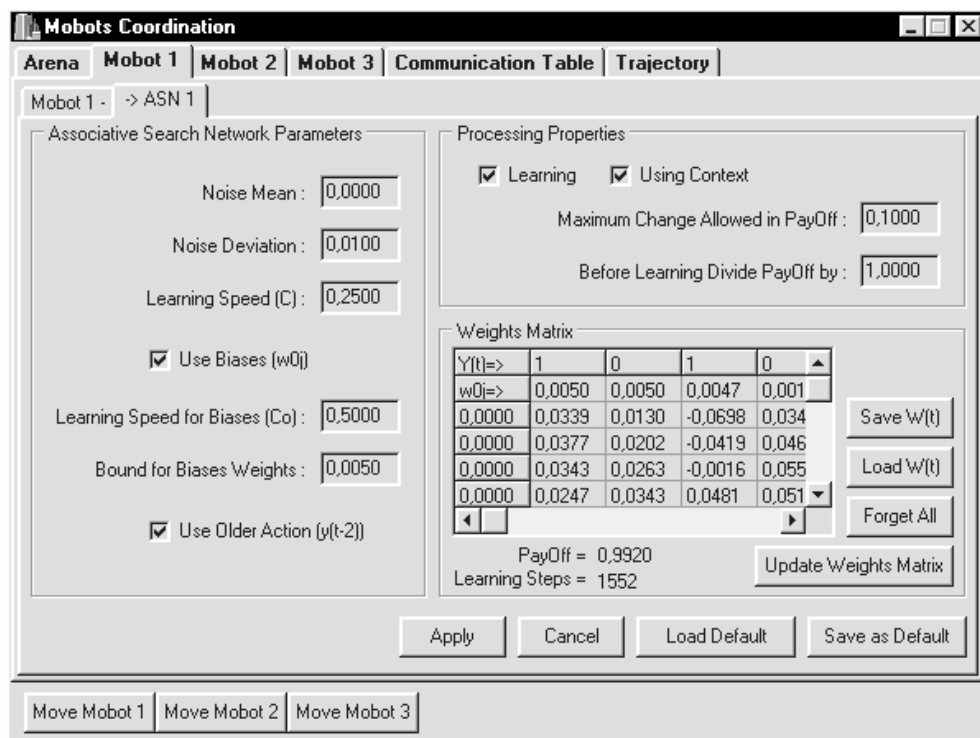 Mobots Coordination
Arena Mobot 1 Mobot 2 Mobot 3 Communication Table Trajectory
Mobot 1 - -> ASN 1
Associative Search Network Parameters
Noise Mean : 0,0000
Noise Deviation : 0,0100
Learning Speed (C) : 0,2500
Use Biases (w0j)
Learning Speed for Biases (Co) : 0,5000
Bound for Biases Weights : 0,0050
Use Older Action (y(t-2))
Processing Properties
Learning Using Context
Maximum Change Allowed in PayOff : 0,1000
Before Learning Divide PayOff by : 1,0000
Weights Matrix
Y(t)=> 1 0 1 0
w0j=> 0,0050 0,0050 0,0047 0,001
0,0000 0,0339 0,0130 -0,0698 0,034
0,0000 0,0377 0,0202 -0,0419 0,046
0,0000 0,0343 0,0263 -0,0016 0,055
0,0000 0,0247 0,0343 0,0481 0,051
Save W(t)
Load W(t)
Forget All
PayOff = 0,9920
Learning Steps = 1552
Update Weights Matrix
Apply Cancel Load Default Save as Default
Move Mobot 1 Move Mobot 2 Move Mobot 3